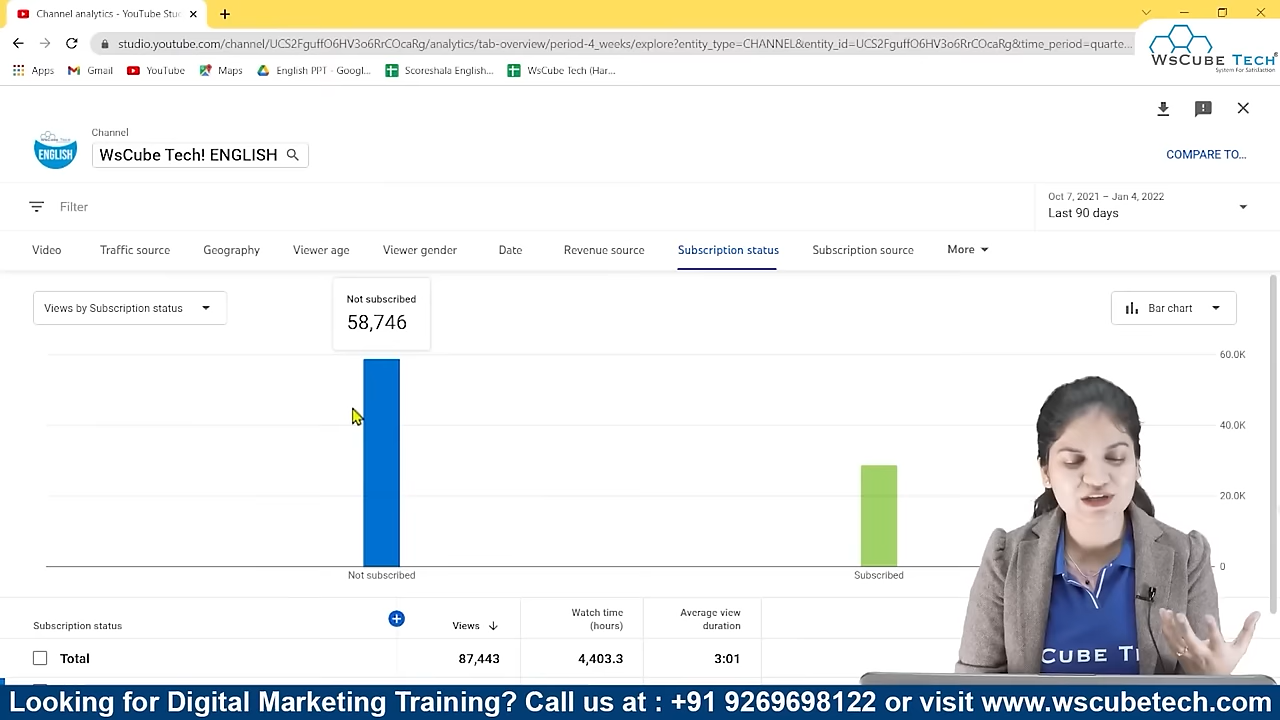 Channel analytics - YouTube Stu
studio.youtube.com/channel/UCS2FguffO6HV3o6RrCOcaRg/analytics/tab-overview/period-4_weeks/explore?entity_type=CHANNEL&entity_id=UCS2FguffO6HV3o6RrCOcaRg&time_period=quarte...
WsCube Tech
System For Satisfaction
Apps Gmail YouTube Maps English PPT - Googl... Scoreshala English... WsCube Tech (Har...
Channel
ENGLISH
WsCube Tech! ENGLISH
COMPARE TO...
Filter
Oct 7, 2021 – Jan 4, 2022
Last 90 days
Video Traffic source Geography Viewer age Viewer gender Date Revenue source Subscription status Subscription source More
Views by Subscription status
Not subscribed
58,746
Bar chart
60.0K
40.0K
20.0K
0
Not subscribed Subscribed
Subscription status
Views
Watch time
(hours)
Average view
duration
Total 87,443 4,403.3 3:01
CUBE T
Looking for Digital Marketing Training? Call us at : +91 9269698122 or visit www.wscubetech.com